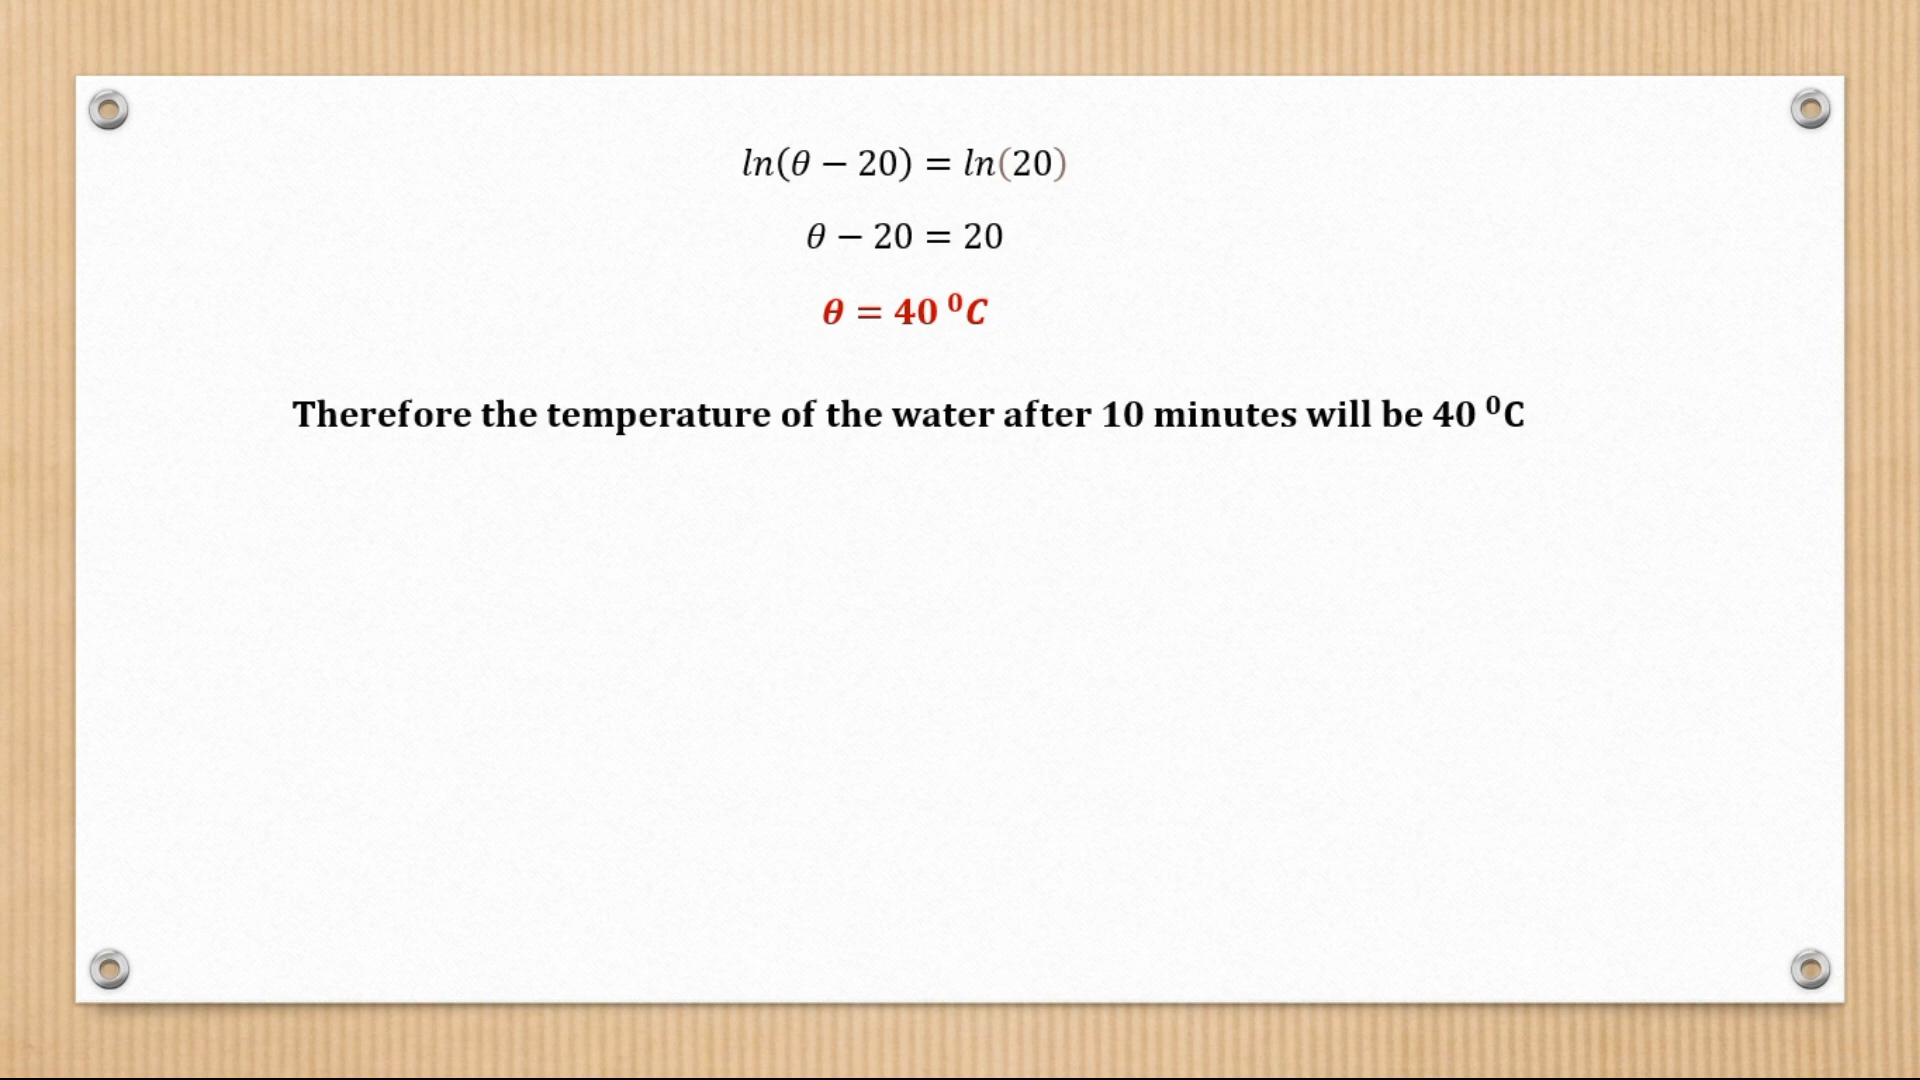 ln(θ − 20) = ln(20)
θ − 20 = 20
θ = 40 ⁰C
Therefore the temperature of the water after 10 minutes will be 40 ⁰C